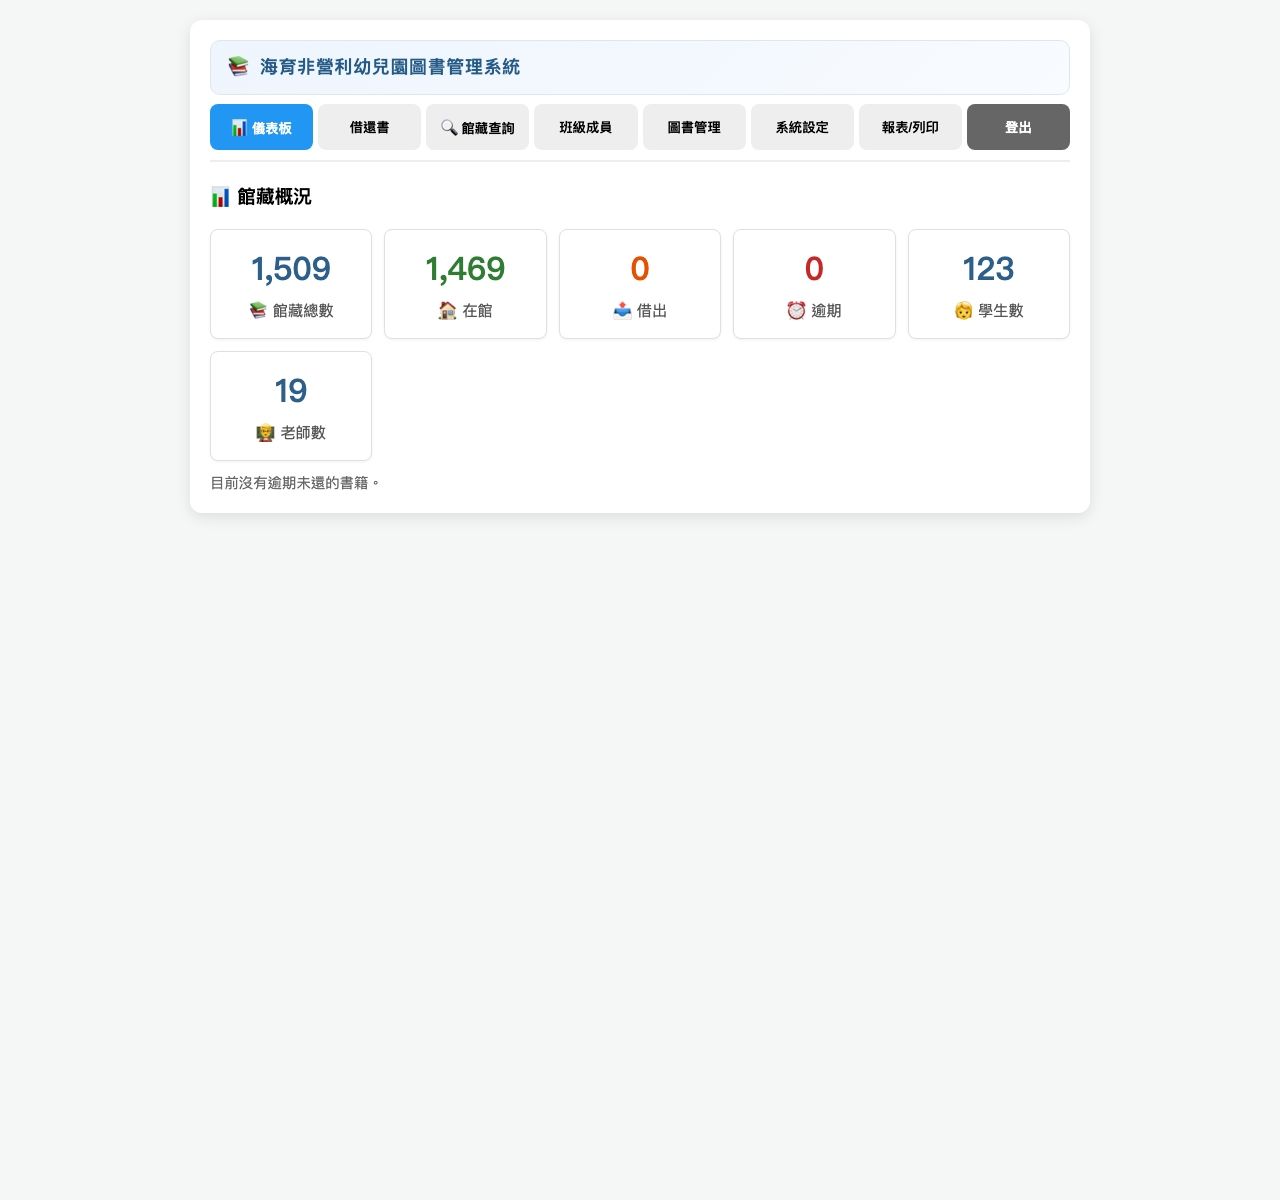 海育非營利幼兒園圖書管理系統
儀表板 借還書 館藏查詢 班級成員 圖書管理 系統設定 報表/列印 登出
館藏概況
1,509 1,469 0 0 123
館藏總數 在館 借出 逾期 學生數
19
老師數
目前沒有逾期未還的書籍。